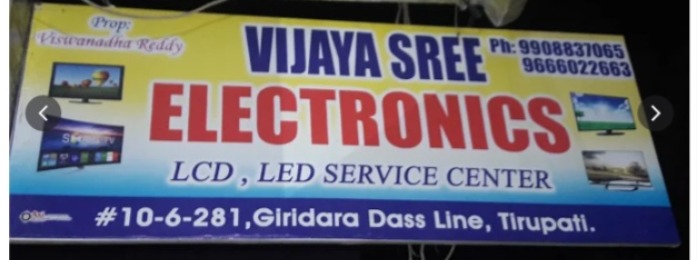 Prop:
Viswanadha Reddy
VIJAYA SREE
Ph: 9908837065
9666022663
ELECTRONICS
LCD , LED SERVICE CENTER
#10-6-281,Giridara Dass Line, Tirupati.